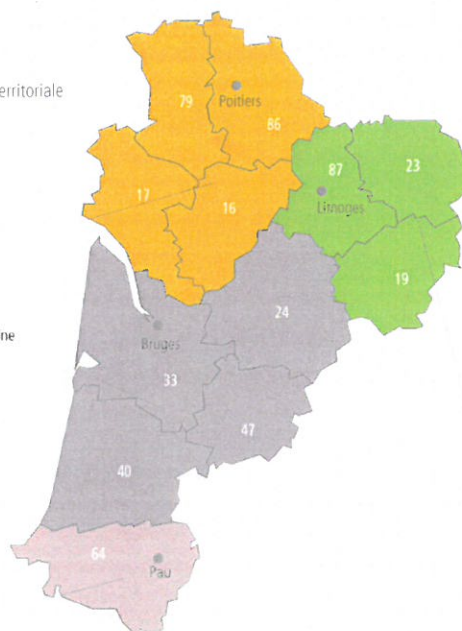 erritoriale
79
Poitiers
86
87
23
17
16
Limoges
19
24
ne
Bruges
33
47
40
64
Pau